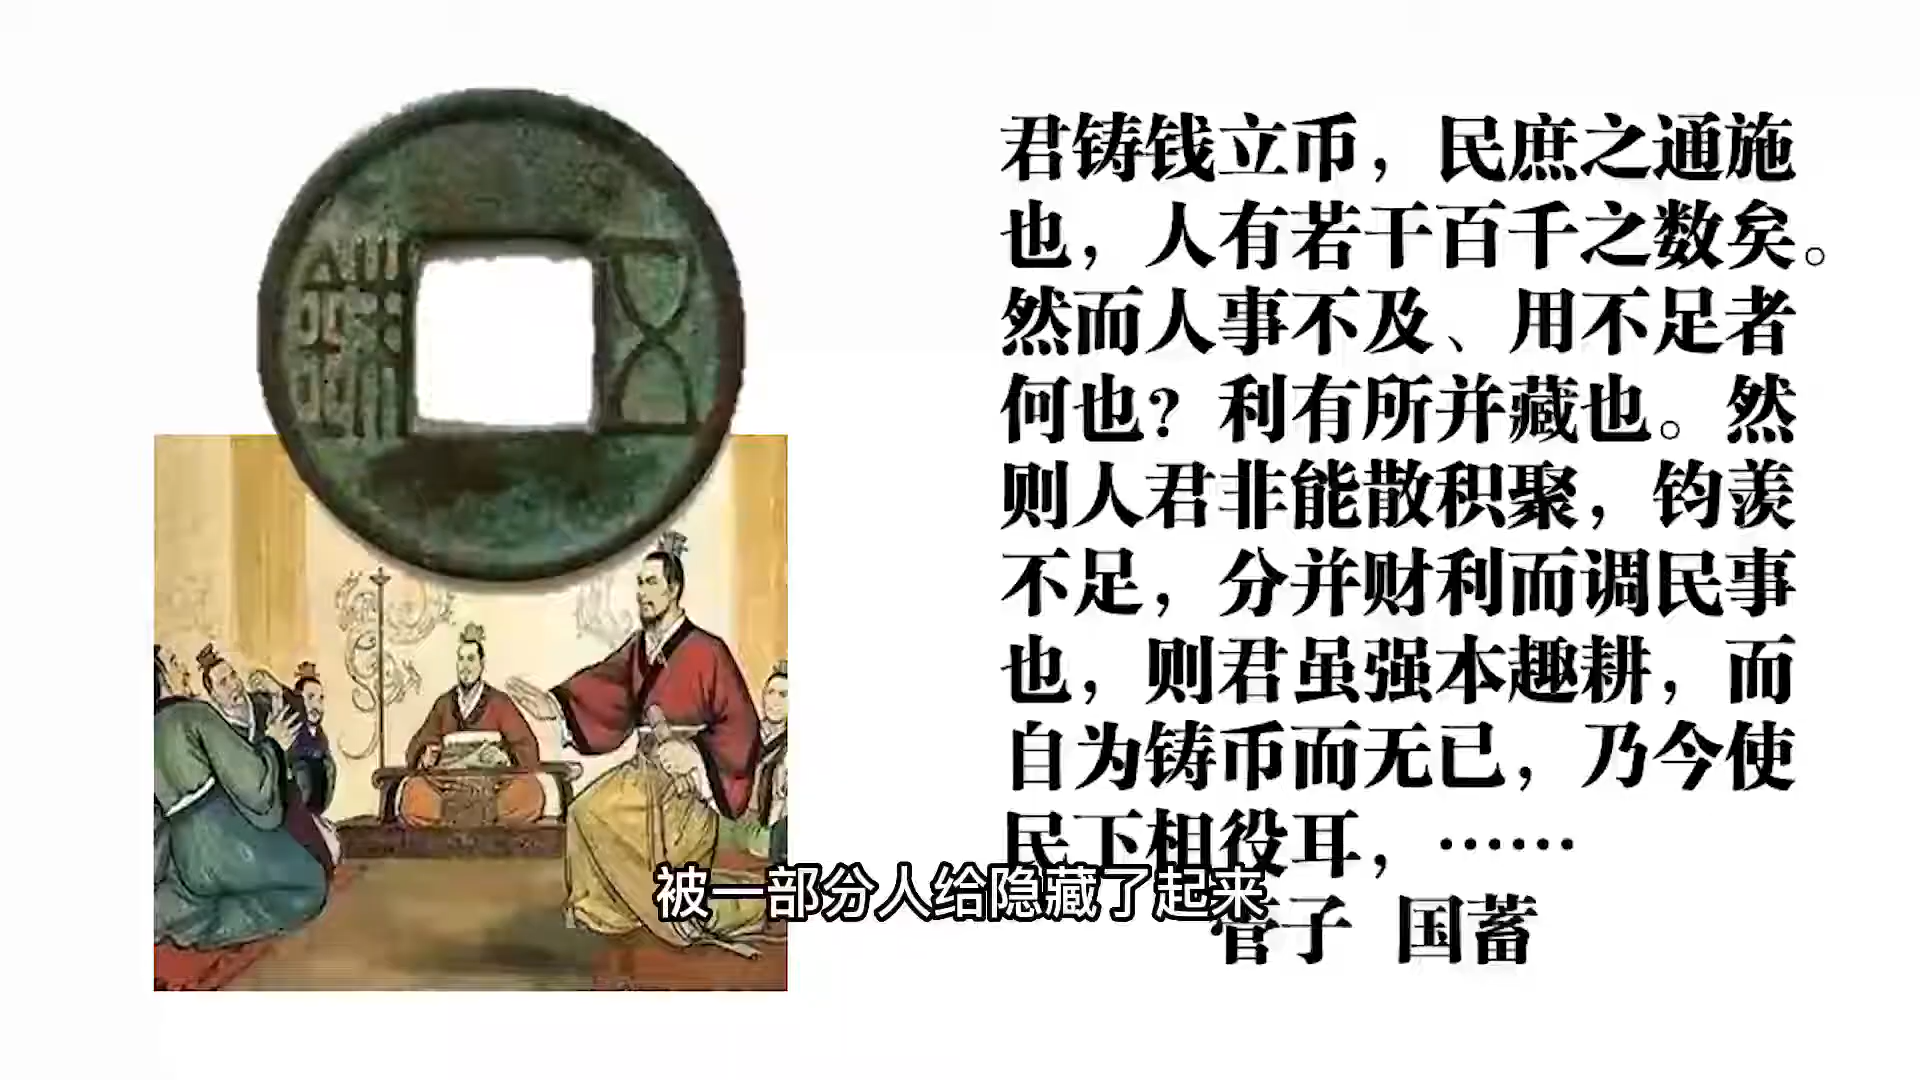 君铸钱立币，民庶之通施
也，人有若干百千之数矣。
然而人事不及、用不足者
何也？利有所并藏也。然
则人君非能散积聚，钧羡
不足，分并财利而调民事
也，则君虽强本趣耕，而
自为铸币而无已，乃今使
民下相役耳，……
管子 国蓄
被一部分人给隐藏了起来
五
銖